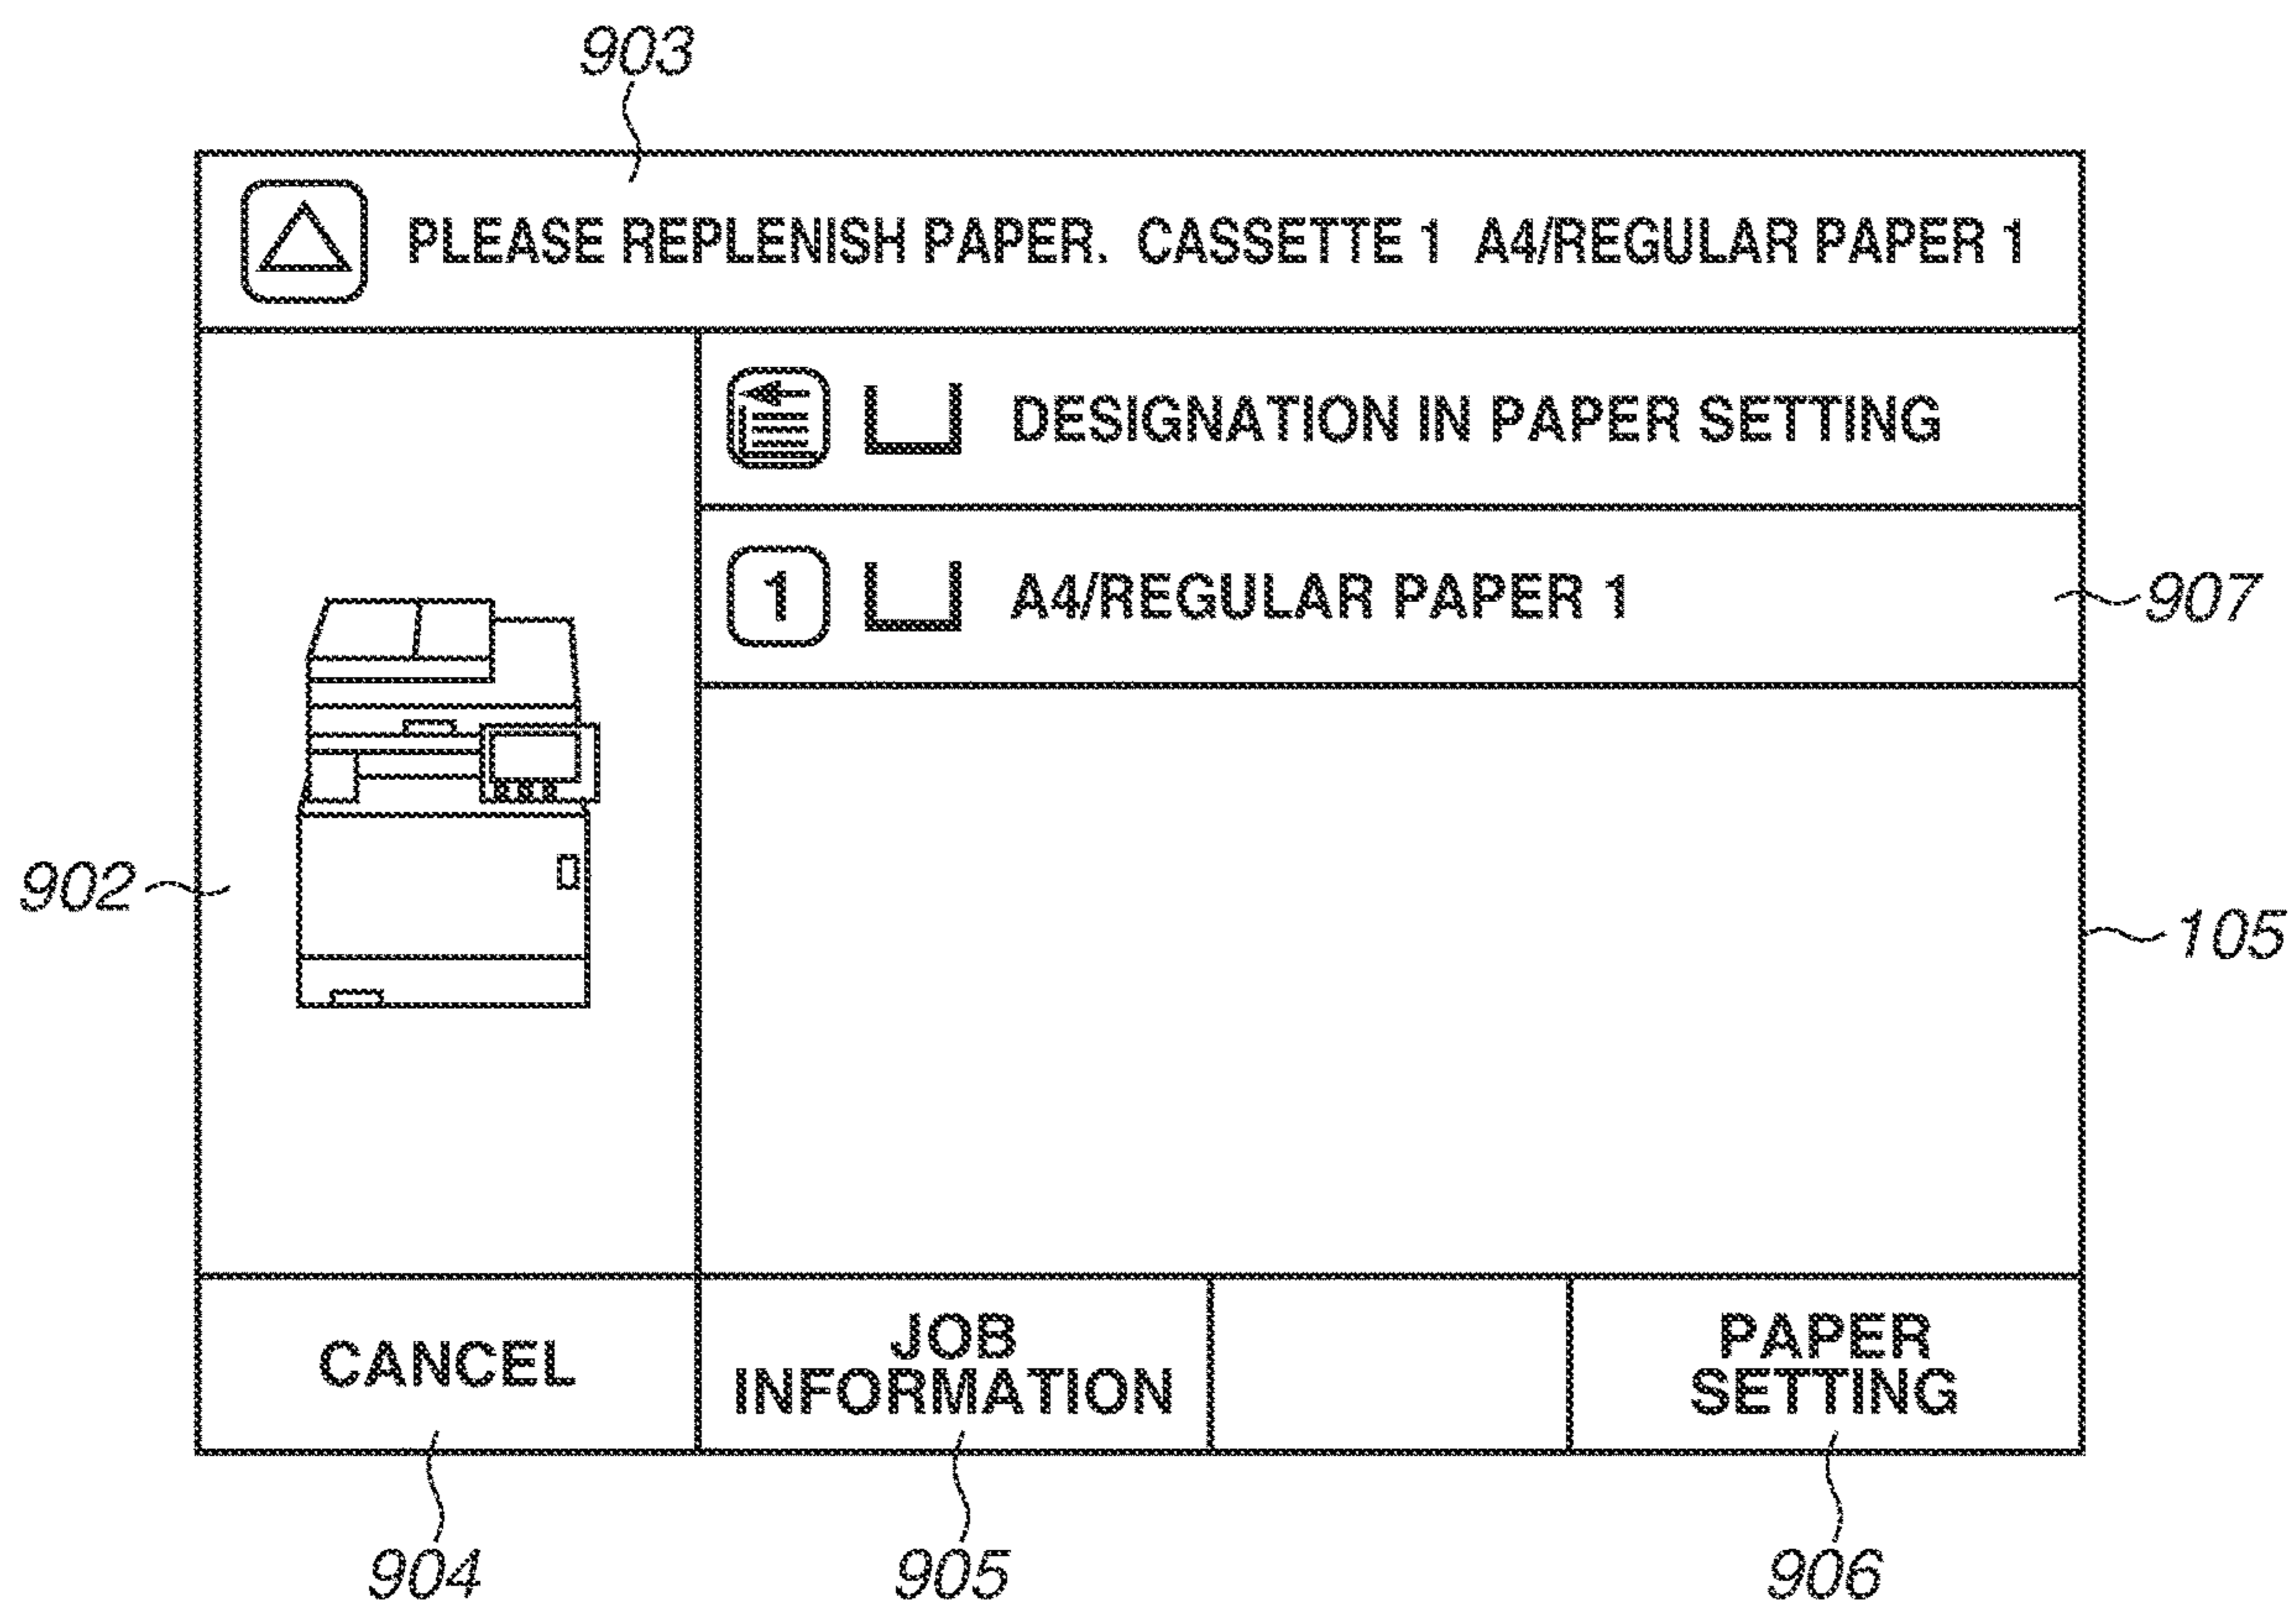 903
PLEASE REPLENISH PAPER. CASSETTE 1 A4/REGULAR PAPER 1
DESIGNATION IN PAPER SETTING
1 A4/REGULAR PAPER 1
907
902
105
CANCEL
JOB
INFORMATION
PAPER
SETTING
904
905
906